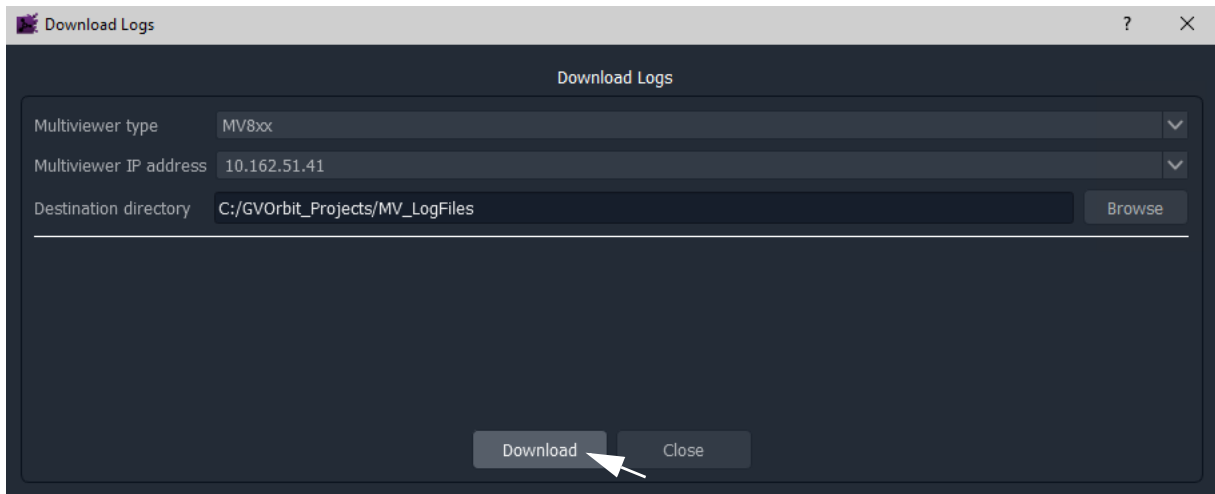 Download Logs ?
Download Logs
Multiviewer type MV8xx
Multiviewer IP address 10.162.51.41
Destination directory C:/GVOrbit_Projects/MV_LogFiles Browse
Download Close